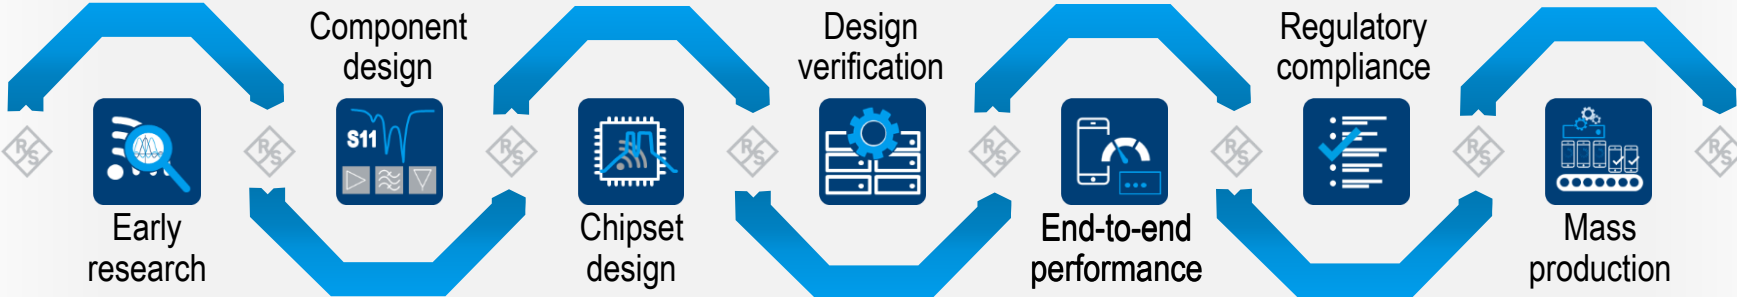 Early
research
Component
design
S11
Chipset
design
Design
verification
End-to-end
performance
Regulatory
compliance
Mass
production
R/S
R/S
R/S
R/S
R/S
R/S
R/S
R/S